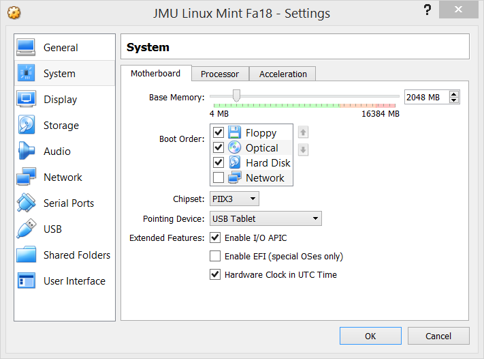 JMU Linux Mint Fa18 - Settings
?
General
System
Display
Storage
Audio
Network
Serial Ports
USB
Shared Folders
User Interface
System
Motherboard Processor Acceleration
Base Memory: 2048 MB
4 MB 16384 MB
Boot Order: Floppy
Optical
Hard Disk
Network
Chipset: PIIX3
Pointing Device: USB Tablet
Extended Features: Enable I/O APIC
Enable EFI (special OSes only)
Hardware Clock in UTC Time
OK Cancel